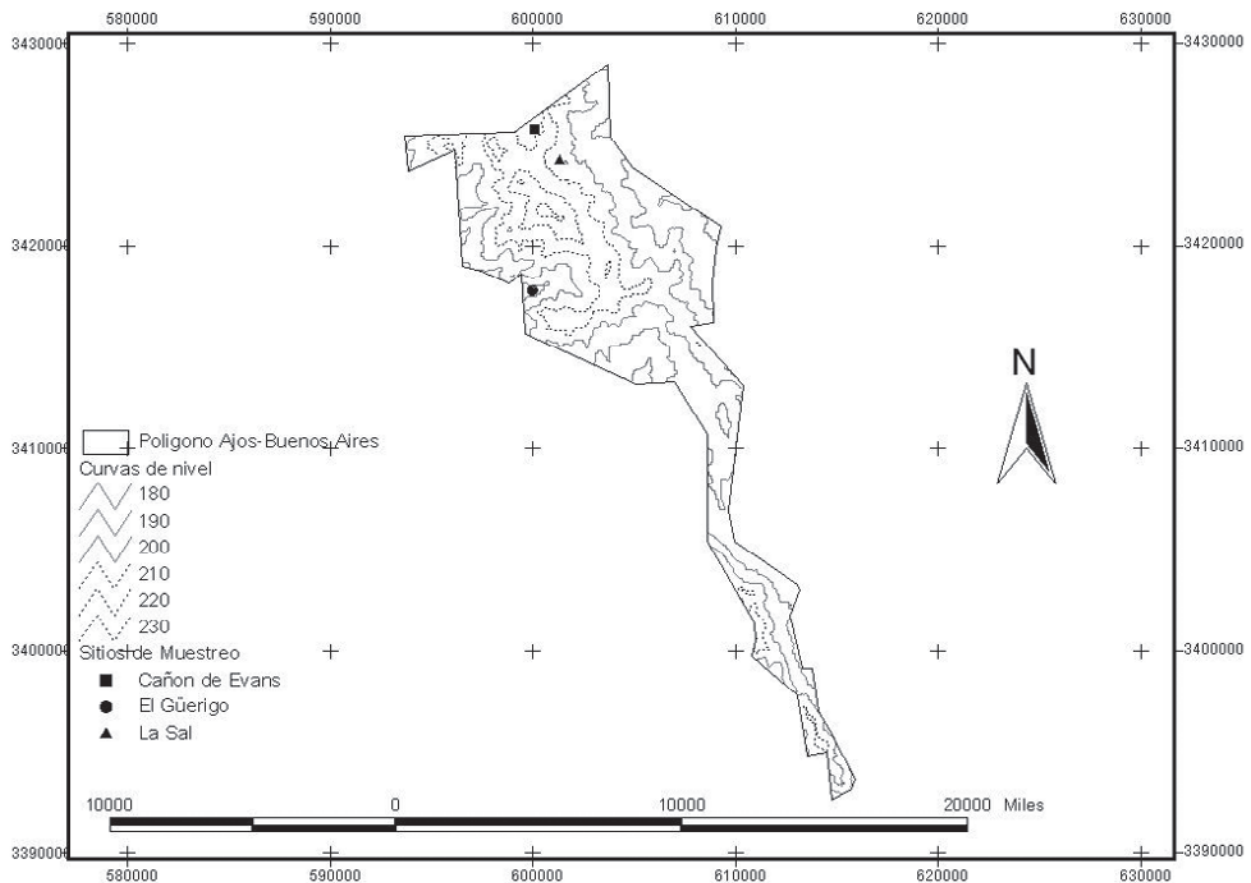 580000 590000 600000 610000 620000 630000
3430000 3430000
3420000 3420000
N
3410000 3410000
Poligono Ajos-Buenos Aires
Curvas de nivel
180
190
200
210
220
230
3400000 3400000
Sitios de Muestreo
Cañon de Evans
El Güerigo
La Sal
10000 0 10000 20000 Miles
3390000 3390000
580000 590000 600000 610000 620000 630000